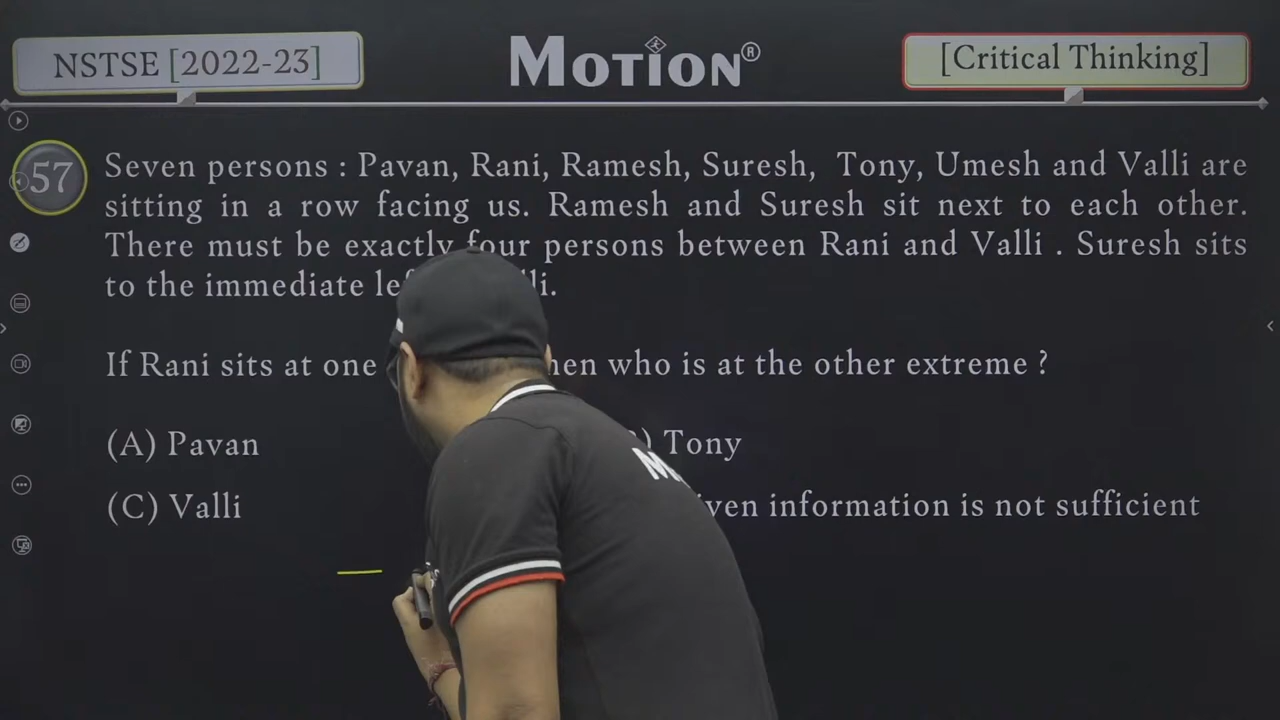 NSTSE [2022-23]
MOTION®
[Critical Thinking]
57
Seven persons : Pavan, Rani, Ramesh, Suresh, Tony, Umesh and Valli are
sitting in a row facing us. Ramesh and Suresh sit next to each other.
There must be exactly four persons between Rani and Valli . Suresh sits
to the immediate
If Rani sits at one who is at the other extreme ?
(A) Pavan
Tony
(C) Valli
information is not sufficient